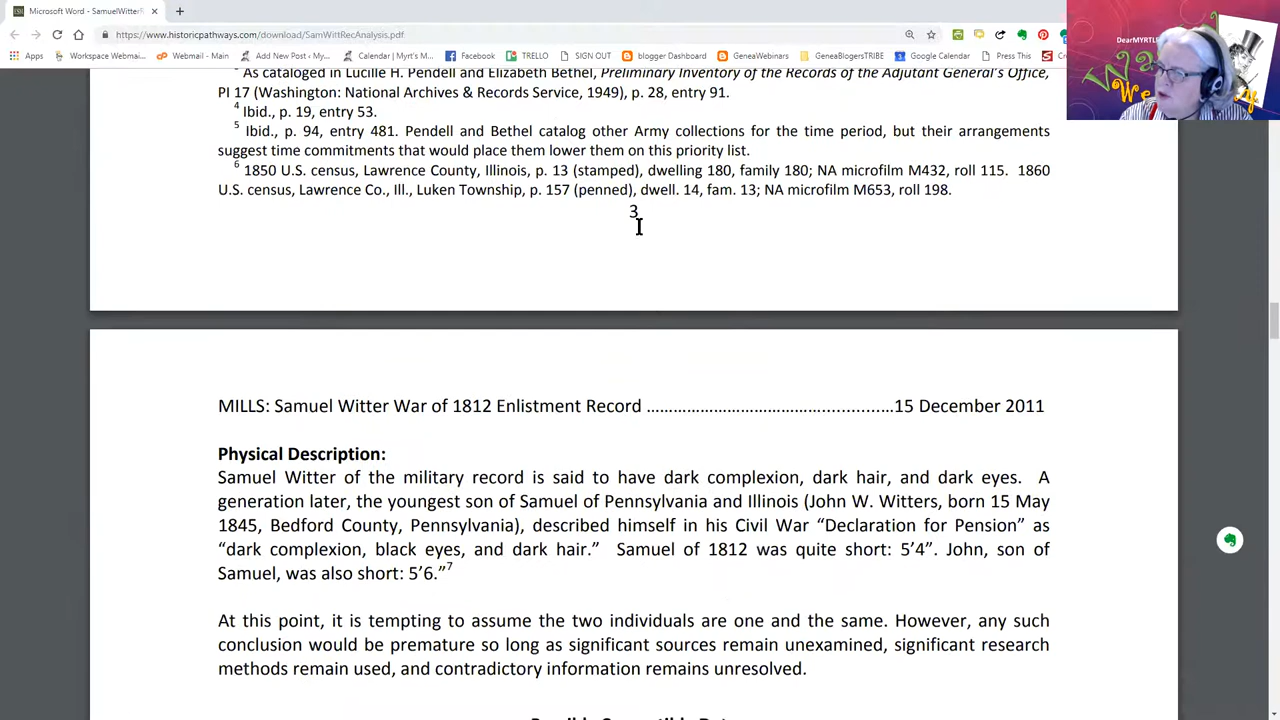 Microsoft Word - SamuelWitterR
https://www.historicpathways.com/download/SamWittRecAnalysis.pdf
Apps Workspace Webmai... Webmail - Main Add New Post ‹ My... Calendar | Myrt's M... Facebook TRELLO SIGN OUT blogger Dashboard GeneaWebinars GeneaBlogersTRIBE Google Calendar Press This
DearMYRTLE
As cataloged in Lucille H. Pendell and Elizabeth Bethel, Preliminary Inventory of the Records of the Adjutant General's Office,
PI 17 (Washington: National Archives & Records Service, 1949), p. 28, entry 91.
4 Ibid., p. 19, entry 53.
5 Ibid., p. 94, entry 481. Pendell and Bethel catalog other Army collections for the time period, but their arrangements
suggest time commitments that would place them lower them on this priority list.
6 1850 U.S. census, Lawrence County, Illinois, p. 13 (stamped), dwelling 180, family 180; NA microfilm M432, roll 115. 1860
U.S. census, Lawrence Co., Ill., Luken Township, p. 157 (penned), dwell. 14, fam. 13; NA microfilm M653, roll 198.
3
MILLS: Samuel Witter War of 1812 Enlistment Record ………………………………..............…15 December 2011
Physical Description:
Samuel Witter of the military record is said to have dark complexion, dark hair, and dark eyes. A
generation later, the youngest son of Samuel of Pennsylvania and Illinois (John W. Witters, born 15 May
1845, Bedford County, Pennsylvania), described himself in his Civil War “Declaration for Pension” as
“dark complexion, black eyes, and dark hair.” Samuel of 1812 was quite short: 5’4”. John, son of
Samuel, was also short: 5’6.”7
At this point, it is tempting to assume the two individuals are one and the same. However, any such
conclusion would be premature so long as significant sources remain unexamined, significant research
methods remain used, and contradictory information remains unresolved.